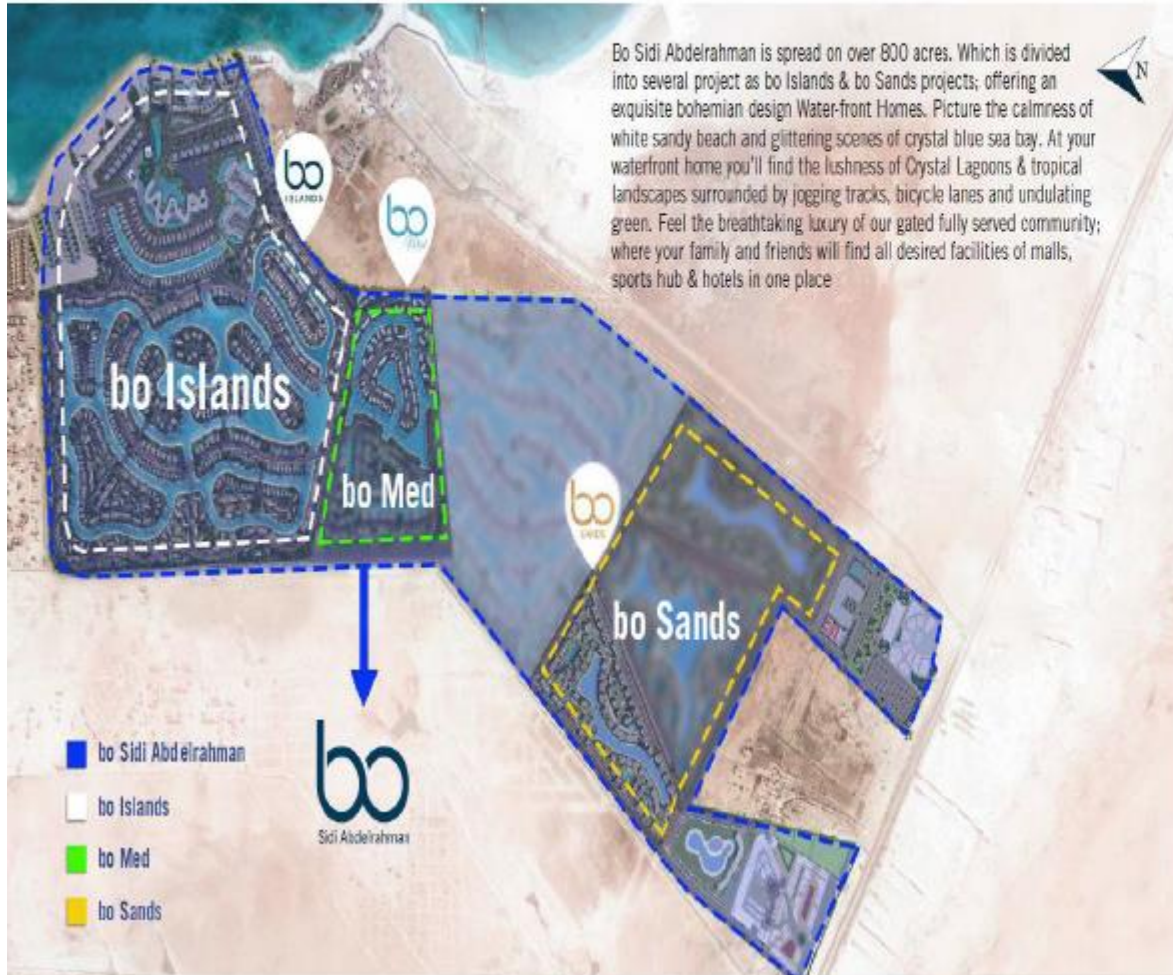 Bo Sidi Abdelrahman is spread on over 800 acres. Which is divided
into several project as bo Islands & bo Sands projects; offering an
exquisite bohemian design Water-front Homes. Picture the calmness of
white sandy beach and glittering scenes of crystal blue sea bay. At your
waterfront home you'll find the lushness of Crystal Lagoons & tropical
landscapes surrounded by jogging tracks, bicycle lanes and undulating
green. Feel the breathtaking luxury of our gated fully served community;
where your family and friends will find all desired facilities of malls,
sports hub & hotels in one place
N
bo
ISLANDS
bo
bo Islands
bo Med
bo
SANDS
bo Sands
bo
Sidi Abdelrahman
bo Sidi Abdelrahman
bo Islands
bo Med
bo Sands